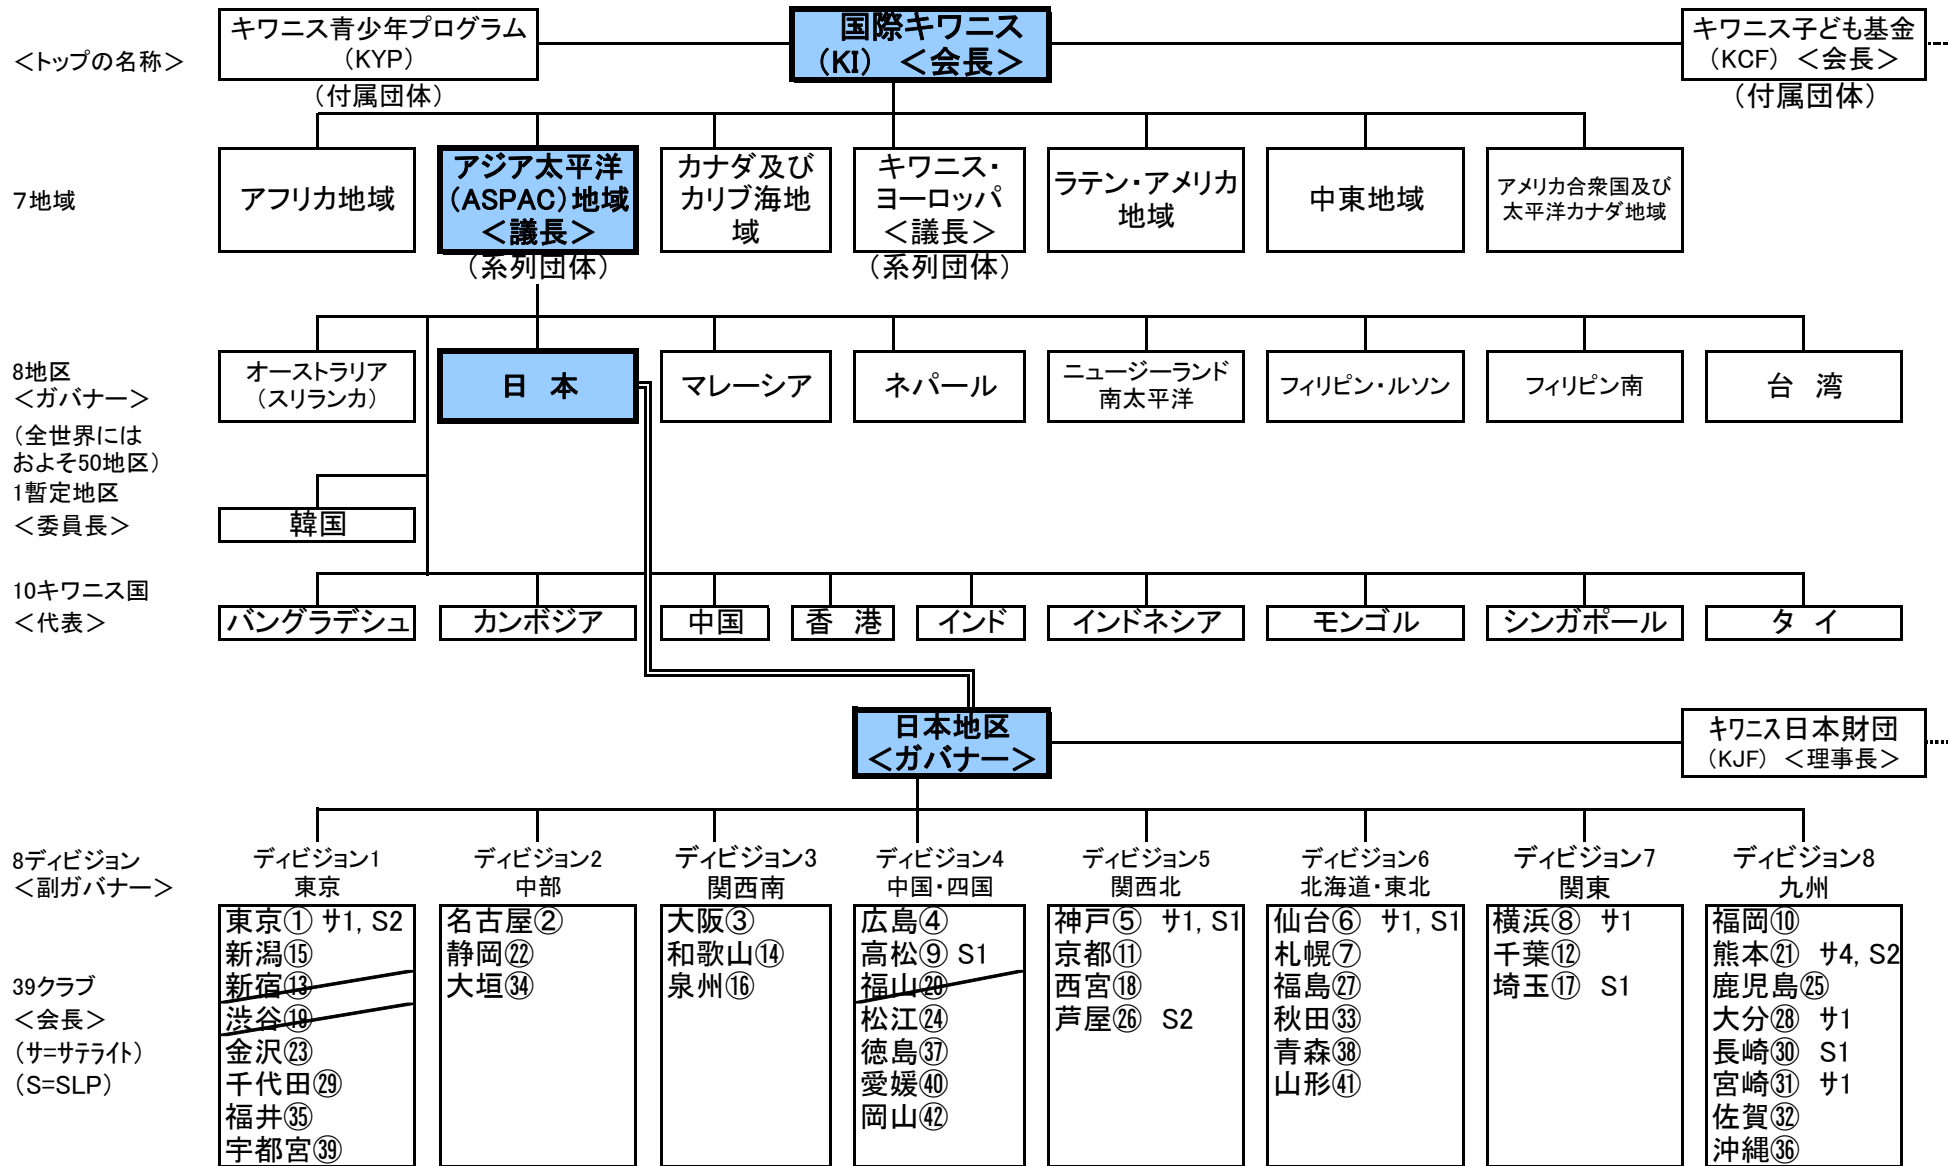 キワニス青少年プログラム
(KYP)
(付属団体)
国際キワニス
(KI) <会長>
キワニス子ども基金
(KCF) <会長>
(付属団体)
<トップの名称>
7地域
アフリカ地域
アジア太平洋
(ASPAC)地域
<議長>
(系列団体)
カナダ及び
カリブ海地
域
キワニス・
ヨーロッパ
<議長>
(系列団体)
ラテン・アメリカ
地域
中東地域
アメリカ合衆国及び
太平洋カナダ地域
8地区
<ガバナー>
(全世界には
およそ50地区)
オーストラリア
(スリランカ)
日 本
マレーシア
ネパール
ニュージーランド
南太平洋
フィリピン・ルソン
フィリピン南
台 湾
1暫定地区
<委員長>
韓国
10キワニス国
<代表>
バングラデシュ
カンボジア
中国
香 港
インド
インドネシア
モンゴル
シンガポール
タ イ
日本地区
<ガバナー>
キワニス日本財団
(KJF) <理事長>
8ディビジョン
<副ガバナー>
39クラブ
<会長>
(サ=サテライト)
(S=SLP)
ディビジョン1
東京
東京① サ1, S2
新潟⑮
新宿⑬
渋谷⑲
金沢㉓
千代田㉙
福井㉟
宇都宮㊴
ディビジョン2
中部
名古屋②
静岡㉒
大垣㉞
ディビジョン3
関西南
大阪③
和歌山⑭
泉州⑯
ディビジョン4
中国・四国
広島④
高松⑨ S1
福山⑳
松江㉔
徳島㊲
愛媛㊵
岡山㊷
ディビジョン5
関西北
神戸⑤ サ1, S1
京都⑪
西宮⑱
芦屋㉖ S2
ディビジョン6
北海道・東北
仙台⑥ サ1, S1
札幌⑦
福島㉗
秋田㉝
青森㊳
山形㊶
ディビジョン7
関東
横浜⑧ サ1
千葉⑫
埼玉⑰ S1
ディビジョン8
九州
福岡⑩
熊本㉑ サ4, S2
鹿児島㉕
大分㉘ サ1
長崎㉚ S1
宮崎㉛ サ1
佐賀㉜
沖縄㊱